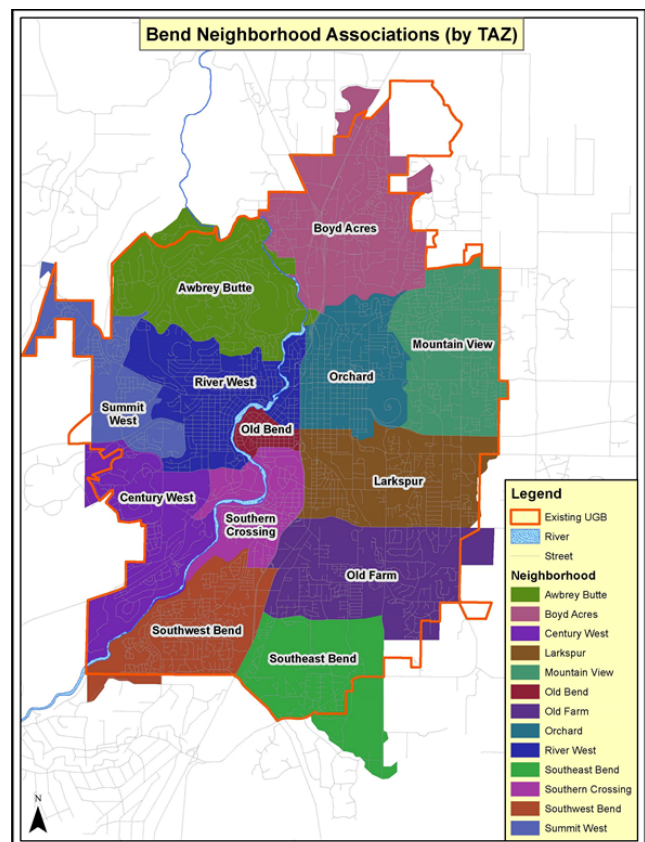 Bend Neighborhood Associations (by TAZ)
Boyd Acres
Awbrey Butte
Mountain View
River West
Orchard
Summit
West
Old Bend
Larkspur
Century West
Southern
Crossing
Old Farm
Southwest Bend
Southeast Bend
Legend
Existing UGB
River
Street
Neighborhood
Awbrey Butte
Boyd Acres
Century West
Larkspur
Mountain View
Old Bend
Old Farm
Orchard
River West
Southeast Bend
Southern Crossing
Southwest Bend
Summit West
N